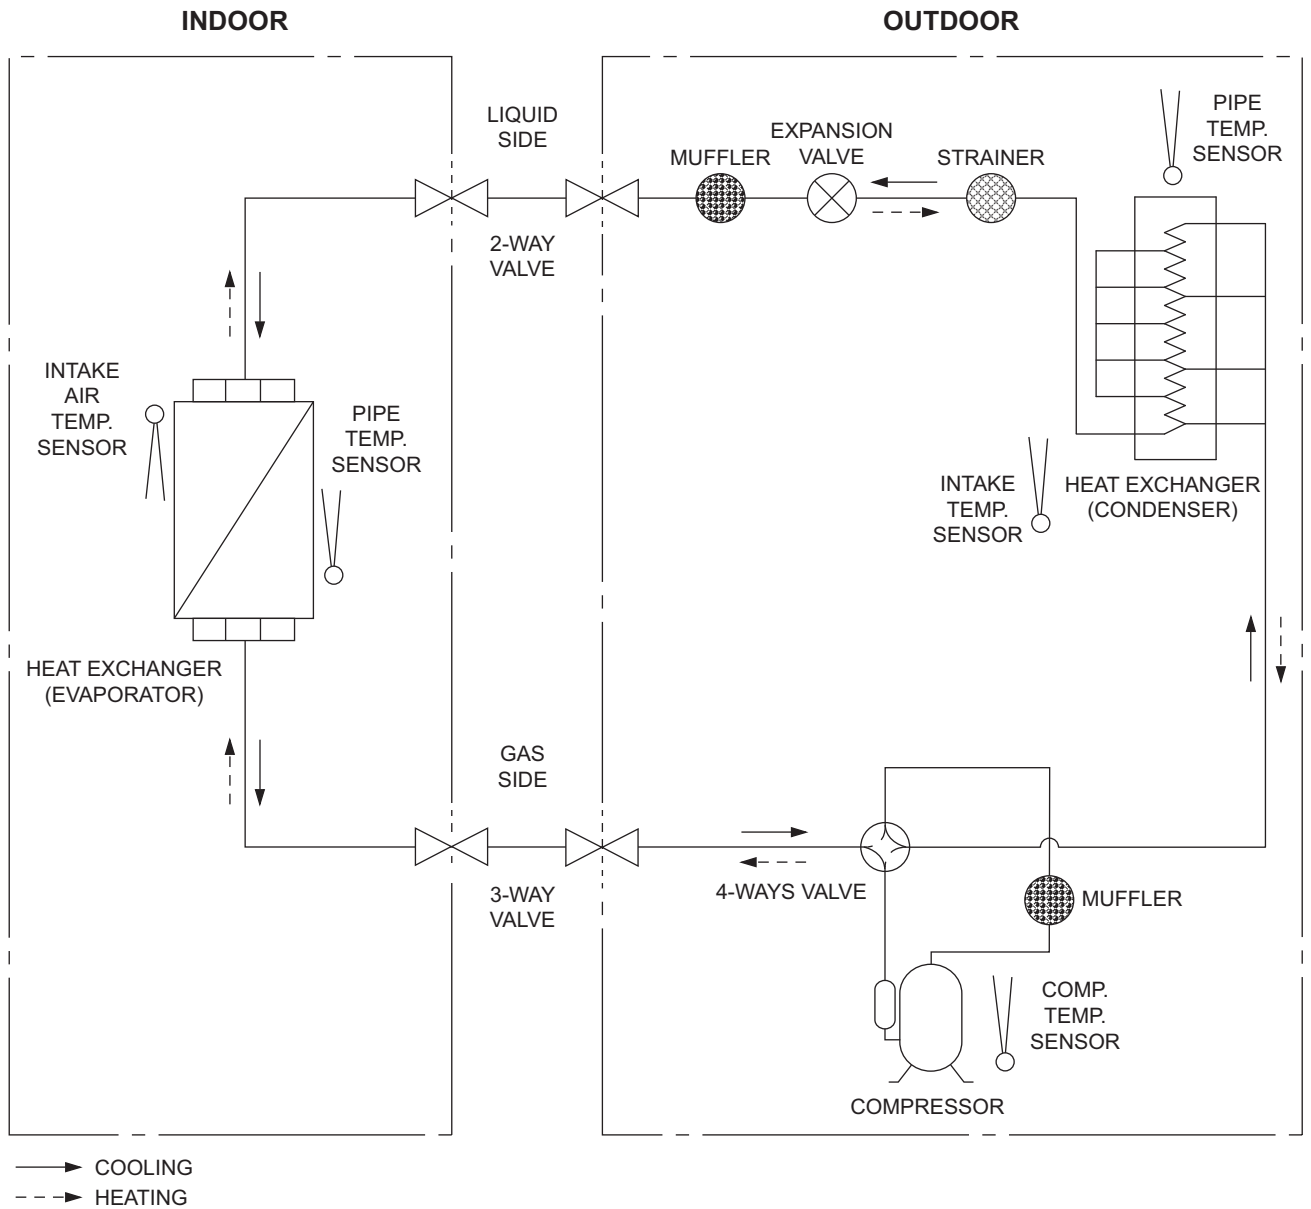 INDOOR
OUTDOOR
LIQUID
SIDE
2-WAY
VALVE
MUFFLER
EXPANSION
VALVE
STRAINER
PIPE
TEMP.
SENSOR
INTAKE
AIR
TEMP.
SENSOR
PIPE
TEMP.
SENSOR
INTAKE
TEMP.
SENSOR
HEAT EXCHANGER
(CONDENSER)
HEAT EXCHANGER
(EVAPORATOR)
GAS
SIDE
3-WAY
VALVE
4-WAYS VALVE
MUFFLER
COMP.
TEMP.
SENSOR
COMPRESSOR
COOLING
HEATING